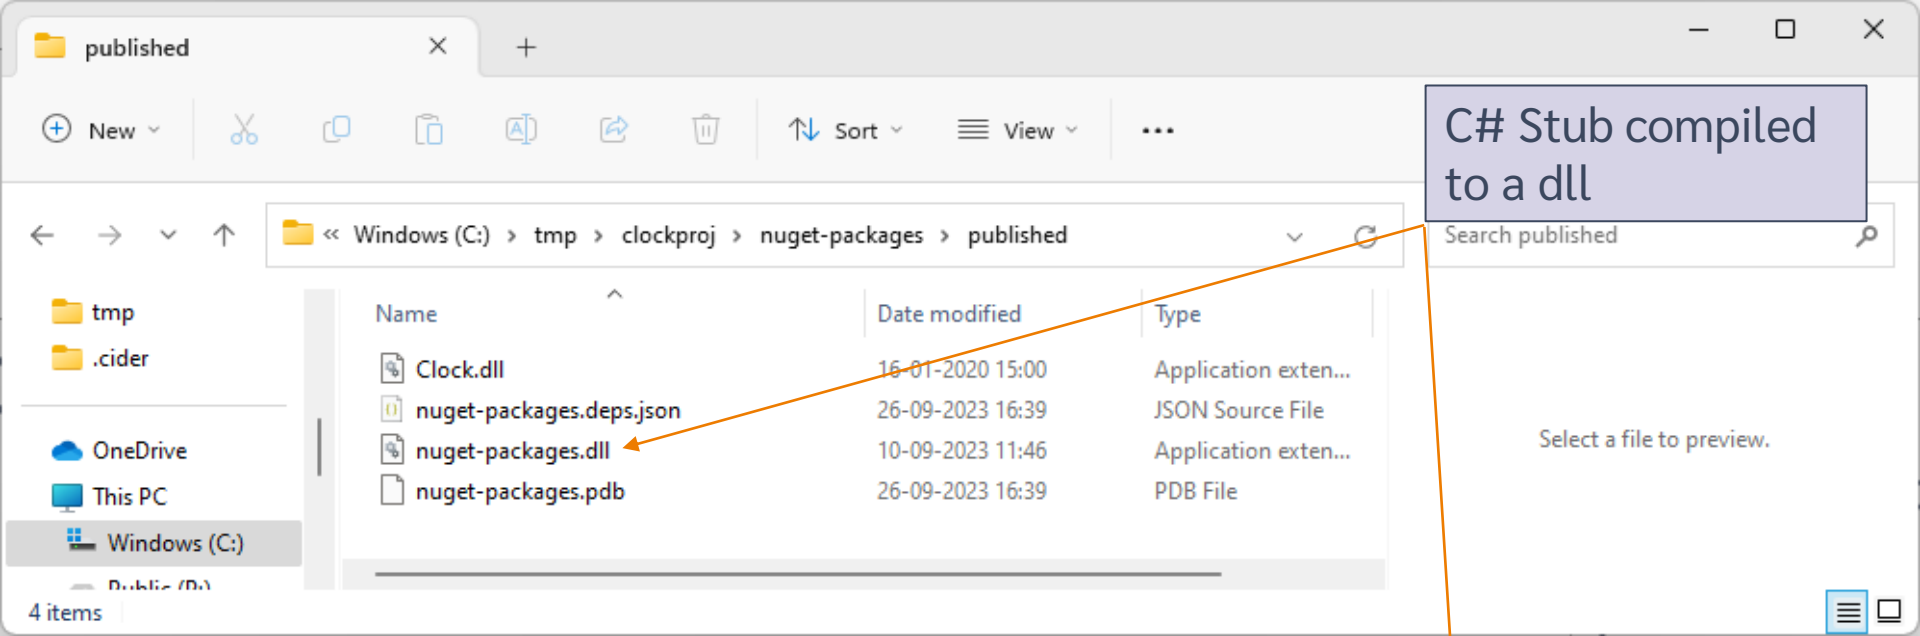 published
New
Sort
View
C# Stub compiled
to a dll
« Windows (C:) > tmp > clockproj > nuget-packages > published
Search published
tmp
.cider
OneDrive
This PC
Windows (C:)
Public (P:)
Name Date modified Type
Clock.dll 16-01-2020 15:00 Application exten...
nuget-packages.deps.json 26-09-2023 16:39 JSON Source File
nuget-packages.dll 10-09-2023 11:46 Application exten...
nuget-packages.pdb 26-09-2023 16:39 PDB File
Select a file to preview.
4 items